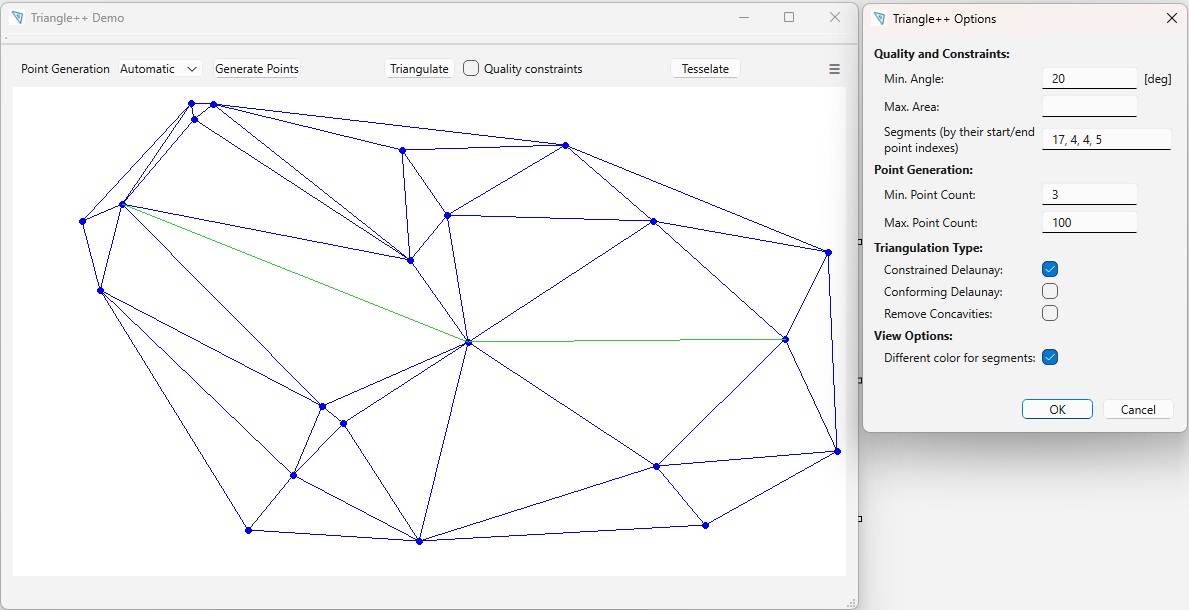 Triangle++ Demo
Point Generation Automatic Generate Points Triangulate Quality constraints Tesselate
Triangle++ Options
Quality and Constraints:
Min. Angle: 20 [deg]
Max. Area:
Segments (by their start/end
point indexes) 17, 4, 4, 5
Point Generation:
Min. Point Count: 3
Max. Point Count: 100
Triangulation Type:
Constrained Delaunay:
Conforming Delaunay:
Remove Concavities:
View Options:
Different color for segments:
OK Cancel